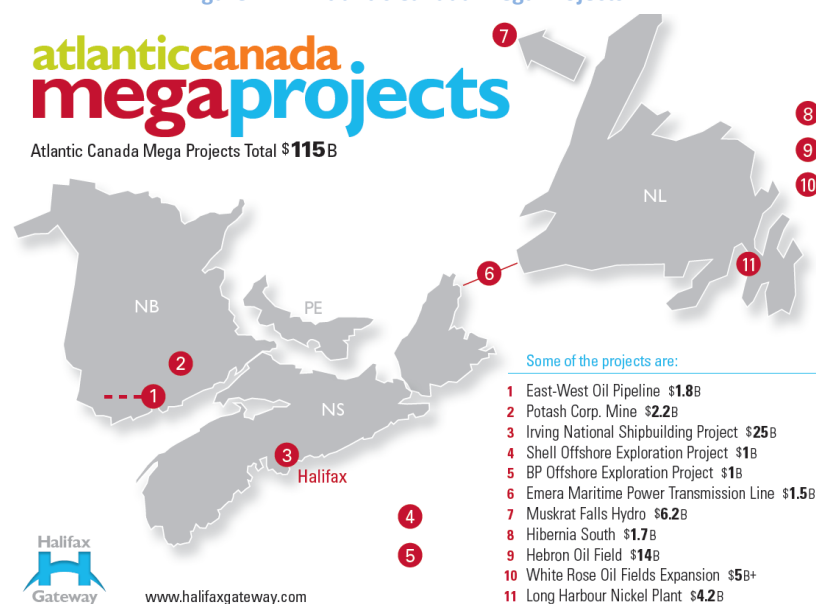 atlanticcanada
megaprojects
Atlantic Canada Mega Projects Total $115B
7
8
9
10
NL
11
6
NB
PE
2
1
NS
3
Halifax
4
5
Some of the projects are:
1 East-West Oil Pipeline $1.8B
2 Potash Corp. Mine $2.2B
3 Irving National Shipbuilding Project $25B
4 Shell Offshore Exploration Project $1B
5 BP Offshore Exploration Project $1B
6 Emera Maritime Power Transmission Line $1.5B
7 Muskrat Falls Hydro $6.2B
8 Hibernia South $1.7B
9 Hebron Oil Field $14B
10 White Rose Oil Fields Expansion $5B+
11 Long Harbour Nickel Plant $4.2B
Halifax
Gateway
www.halifaxgateway.com